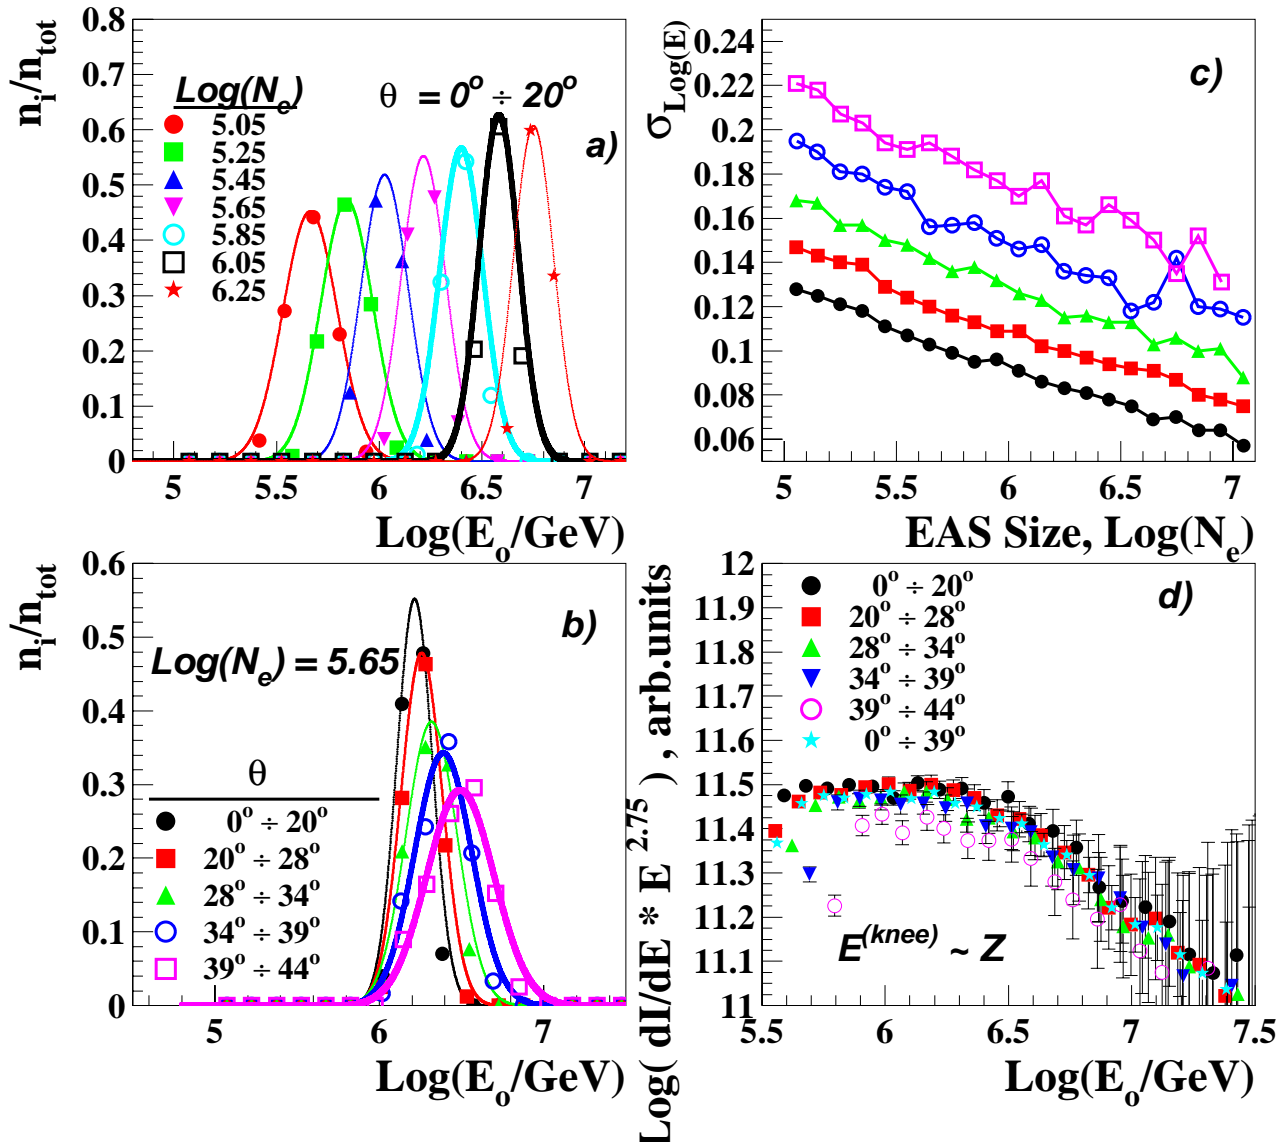 n_i/n_tot
0.8
0.7
0.6
0.5
0.4
0.3
0.2
0.1
0
Log(N_e)
5.05
5.25
5.45
5.65
5.85
6.05
6.25
θ = 0° ÷ 20°
a)
5 5.5 6 6.5 7
Log(E_o/GeV)
σ_Log(E)
0.24
0.22
0.2
0.18
0.16
0.14
0.12
0.1
0.08
0.06
c)
5 5.5 6 6.5 7
EAS Size, Log(N_e)
n_i/n_tot
0.6
0.5
0.4
0.3
0.2
0.1
0
b)
Log(N_e) = 5.65
θ
0° ÷ 20°
20° ÷ 28°
28° ÷ 34°
34° ÷ 39°
39° ÷ 44°
5 6 7
Log(E_o/GeV)
Log( dI/dE * E^2.75 ) , arb.units
12
11.9
11.8
11.7
11.6
11.5
11.4
11.3
11.2
11.1
11
0° ÷ 20°
20° ÷ 28°
28° ÷ 34°
34° ÷ 39°
39° ÷ 44°
0° ÷ 39°
d)
E^(knee) ~ Z
5.5 6 6.5 7 7.5
Log(E_o/GeV)